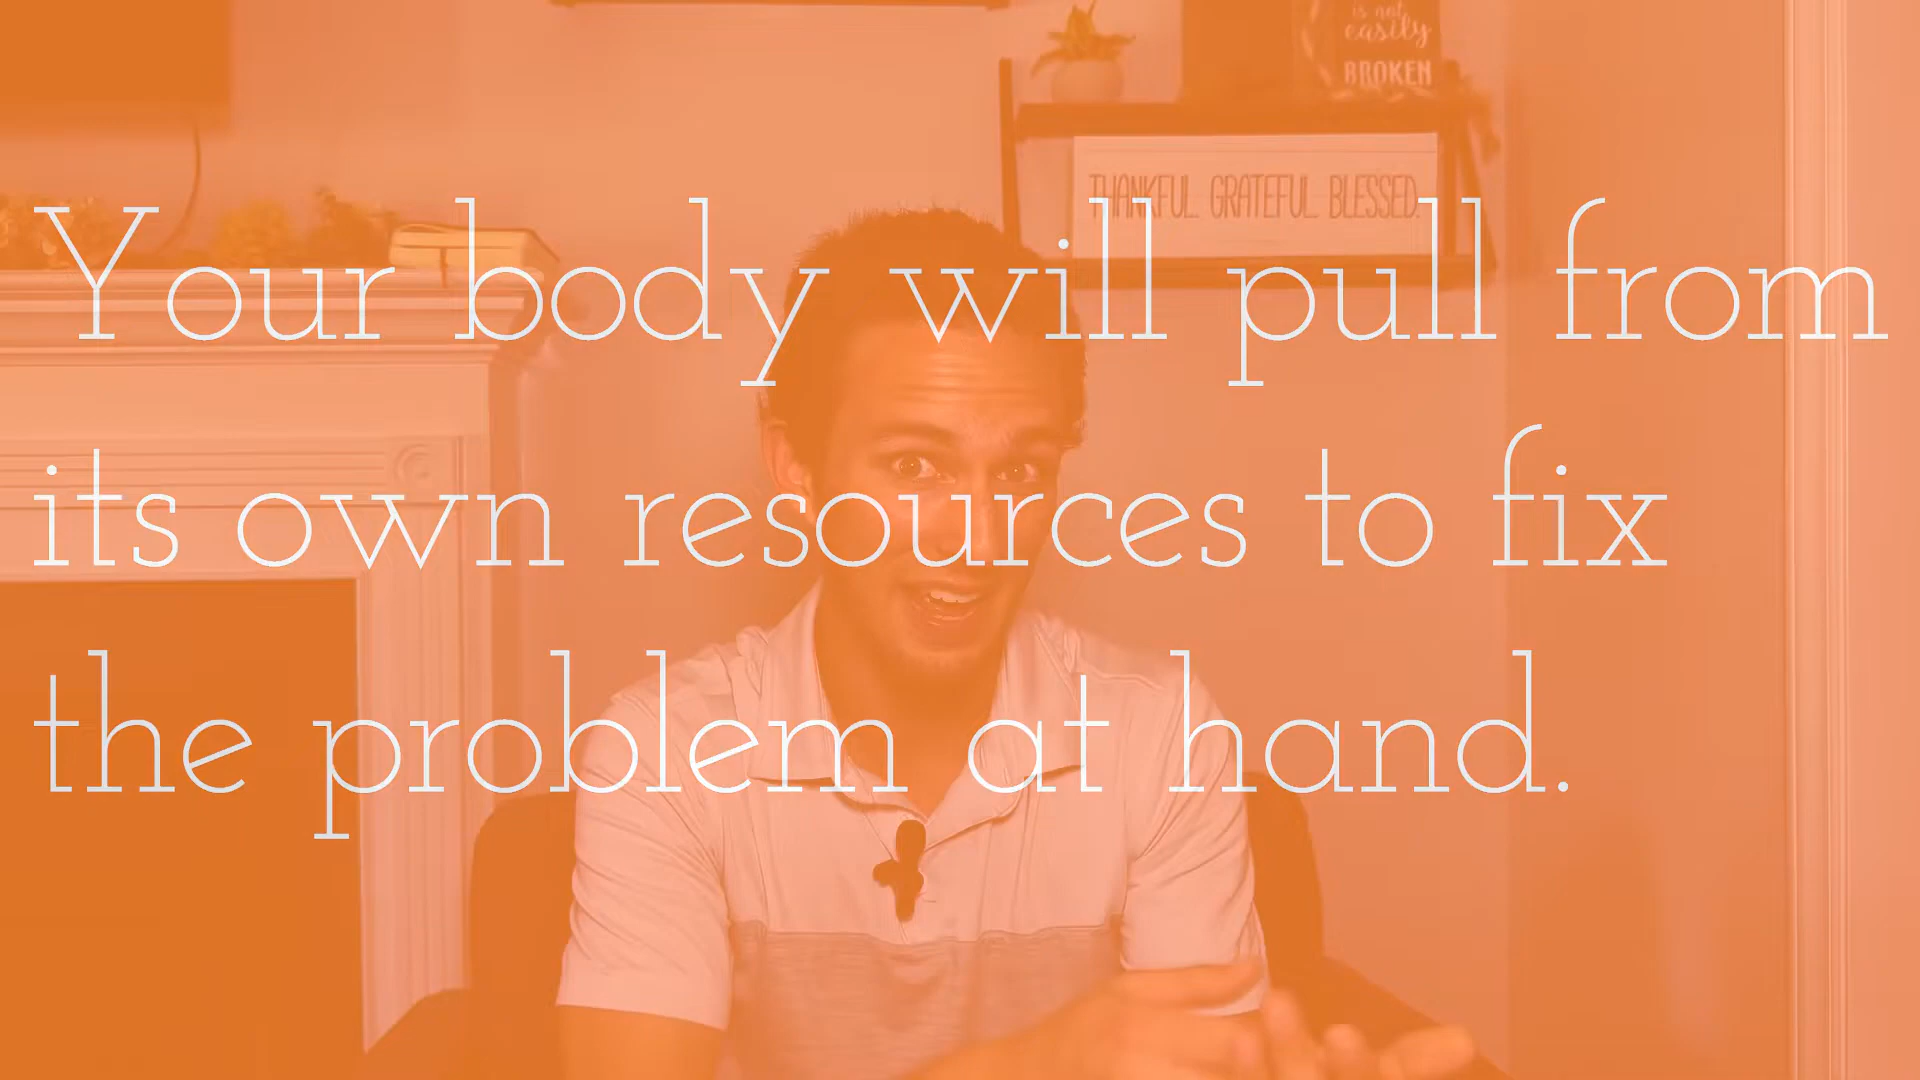 is not
easily
BROKEN
THANKFUL. GRATEFUL. BLESSED.
Your body will pull from
its own resources to fix
the problem at hand.